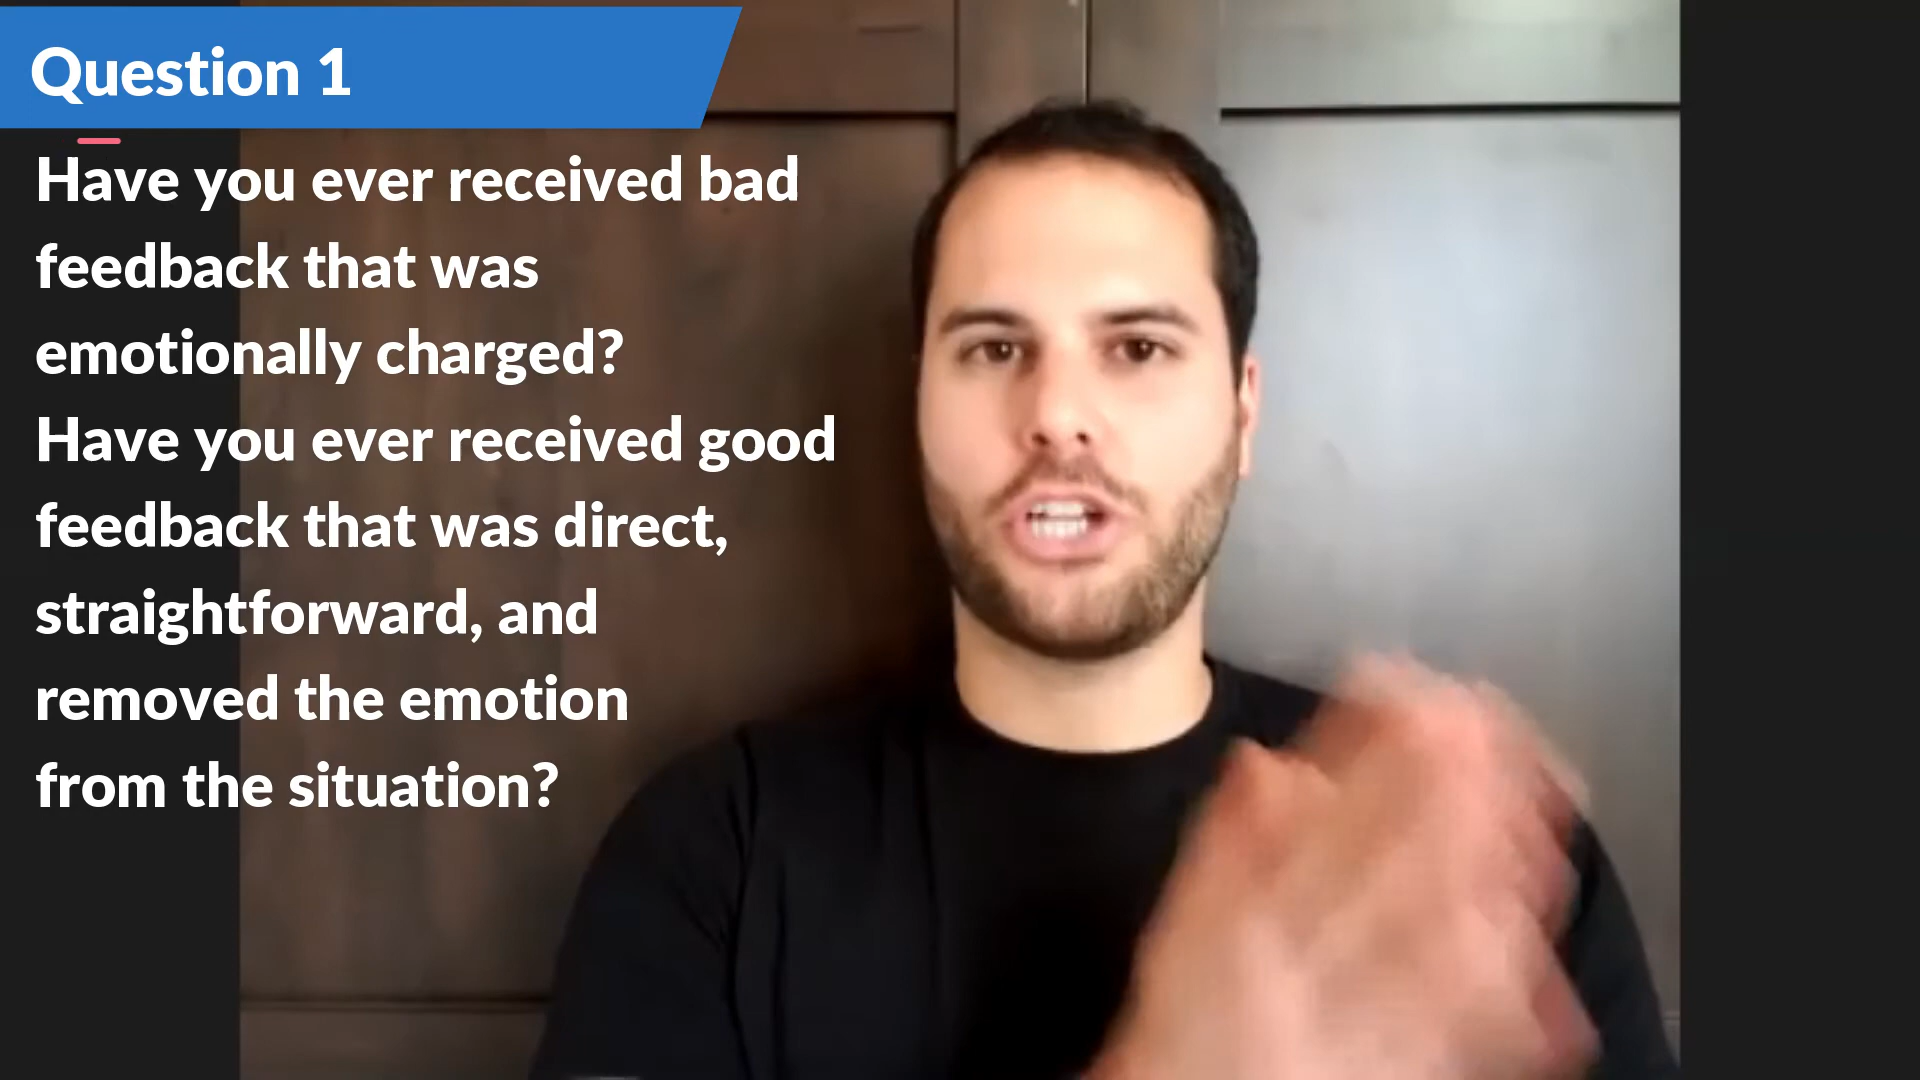 Question 1
Have you ever received bad
feedback that was
emotionally charged?
Have you ever received good
feedback that was direct,
straightforward, and
removed the emotion
from the situation?